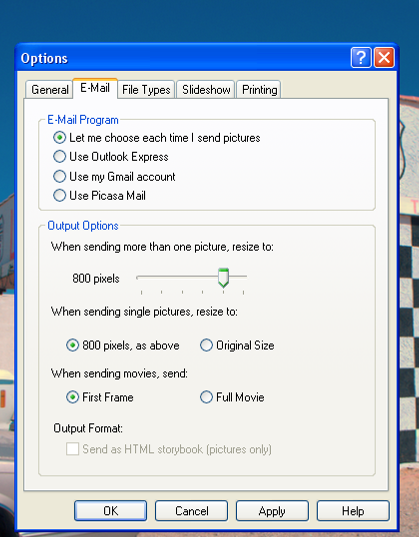 Options
General E-Mail File Types Slideshow Printing
E-Mail Program
Let me choose each time I send pictures
Use Outlook Express
Use my Gmail account
Use Picasa Mail
Output Options
When sending more than one picture, resize to:
800 pixels
When sending single pictures, resize to:
800 pixels, as above Original Size
When sending movies, send:
First Frame Full Movie
Output Format:
Send as HTML storybook (pictures only)
OK Cancel Apply Help